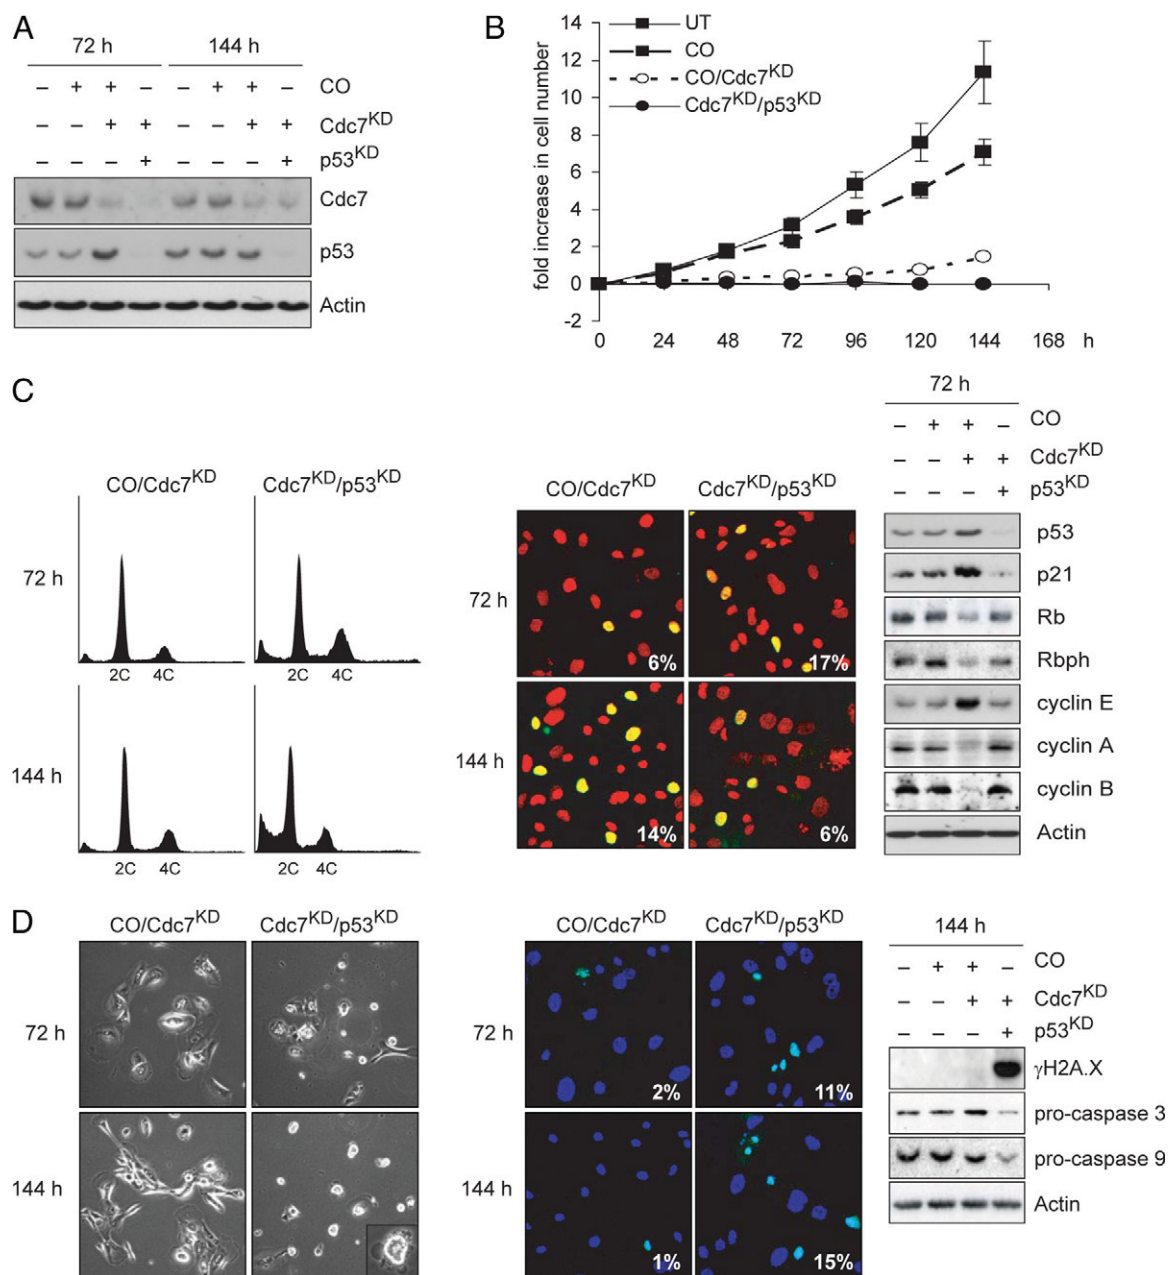 A
72 h 144 h
– + + – – + + – CO
– – + + – – + + Cdc7KD
– – – + – – – + p53KD
Cdc7
p53
Actin
B
fold increase in cell number
14
12
10
8
6
4
2
0
-2
UT
CO
CO/Cdc7KD
Cdc7KD/p53KD
0 24 48 72 96 120 144 168 h
C
CO/Cdc7KD Cdc7KD/p53KD
72 h
2C 4C 2C 4C
144 h
2C 4C 2C 4C
CO/Cdc7KD Cdc7KD/p53KD
72 h
6% 17%
144 h
14% 6%
72 h
– + + – CO
– – + + Cdc7KD
– – – + p53KD
p53
p21
Rb
Rbph
cyclin E
cyclin A
cyclin B
Actin
D
CO/Cdc7KD Cdc7KD/p53KD
72 h
144 h
CO/Cdc7KD Cdc7KD/p53KD
72 h
2% 11%
144 h
1% 15%
144 h
– + + – CO
– – + + Cdc7KD
– – – + p53KD
γH2A.X
pro-caspase 3
pro-caspase 9
Actin